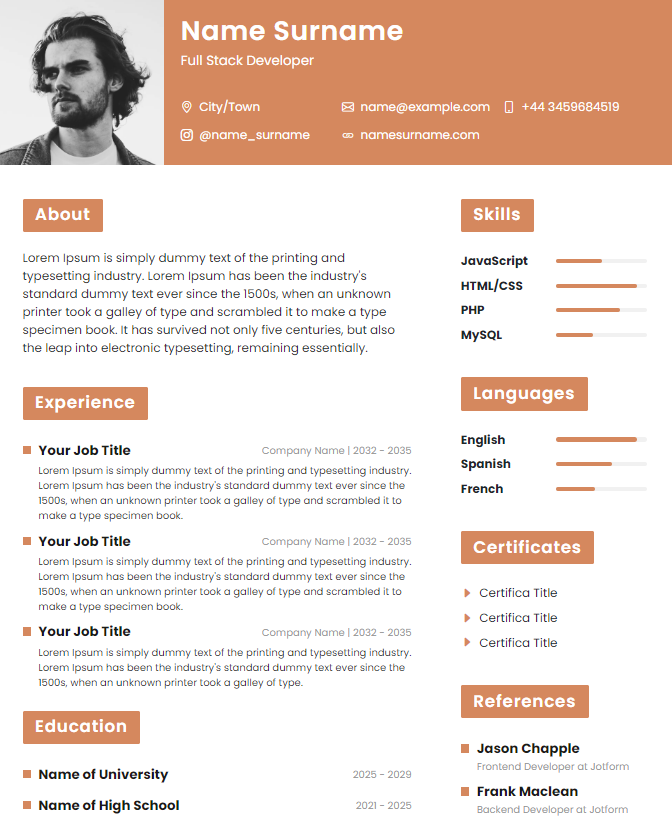 Name Surname
Full Stack Developer
City/Town
name@example.com
+44 3459684519
@name_surname
namesurname.com
About
Lorem Ipsum is simply dummy text of the printing and
typesetting industry. Lorem Ipsum has been the industry's
standard dummy text ever since the 1500s, when an unknown
printer took a galley of type and scrambled it to make a type
specimen book. It has survived not only five centuries, but also
the leap into electronic typesetting, remaining essentially.
Experience
Your Job Title
Company Name | 2032 - 2035
Lorem Ipsum is simply dummy text of the printing and typesetting industry.
Lorem Ipsum has been the industry's standard dummy text ever since the
1500s, when an unknown printer took a galley of type and scrambled it to
make a type specimen book.
Your Job Title
Company Name | 2032 - 2035
Lorem Ipsum is simply dummy text of the printing and typesetting industry.
Lorem Ipsum has been the industry's standard dummy text ever since the
1500s, when an unknown printer took a galley of type and scrambled it to
make a type specimen book.
Your Job Title
Company Name | 2032 - 2035
Lorem Ipsum is simply dummy text of the printing and typesetting industry.
Lorem Ipsum has been the industry's standard dummy text ever since the
1500s, when an unknown printer took a galley of type.
Education
Name of University
2025 - 2029
Name of High School
2021 - 2025
Skills
JavaScript
HTML/CSS
PHP
MySQL
Languages
English
Spanish
French
Certificates
Certifica Title
Certifica Title
Certifica Title
References
Jason Chapple
Frontend Developer at Jotform
Frank Maclean
Backend Developer at Jotform